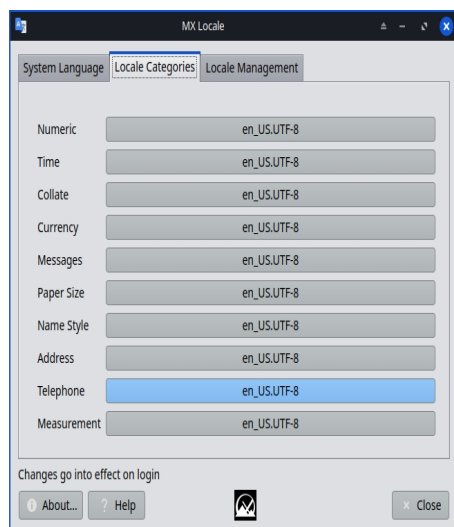 MX Locale
System Language Locale Categories Locale Management
Numeric en_US.UTF-8
Time en_US.UTF-8
Collate en_US.UTF-8
Currency en_US.UTF-8
Messages en_US.UTF-8
Paper Size en_US.UTF-8
Name Style en_US.UTF-8
Address en_US.UTF-8
Telephone en_US.UTF-8
Measurement en_US.UTF-8
Changes go into effect on login
About... ? Help Close